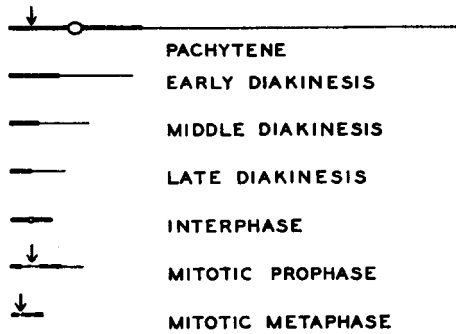 PACHYTENE
EARLY DIAKINESIS
MIDDLE DIAKINESIS
LATE DIAKINESIS
INTERPHASE
MITOTIC PROPHASE
MITOTIC METAPHASE